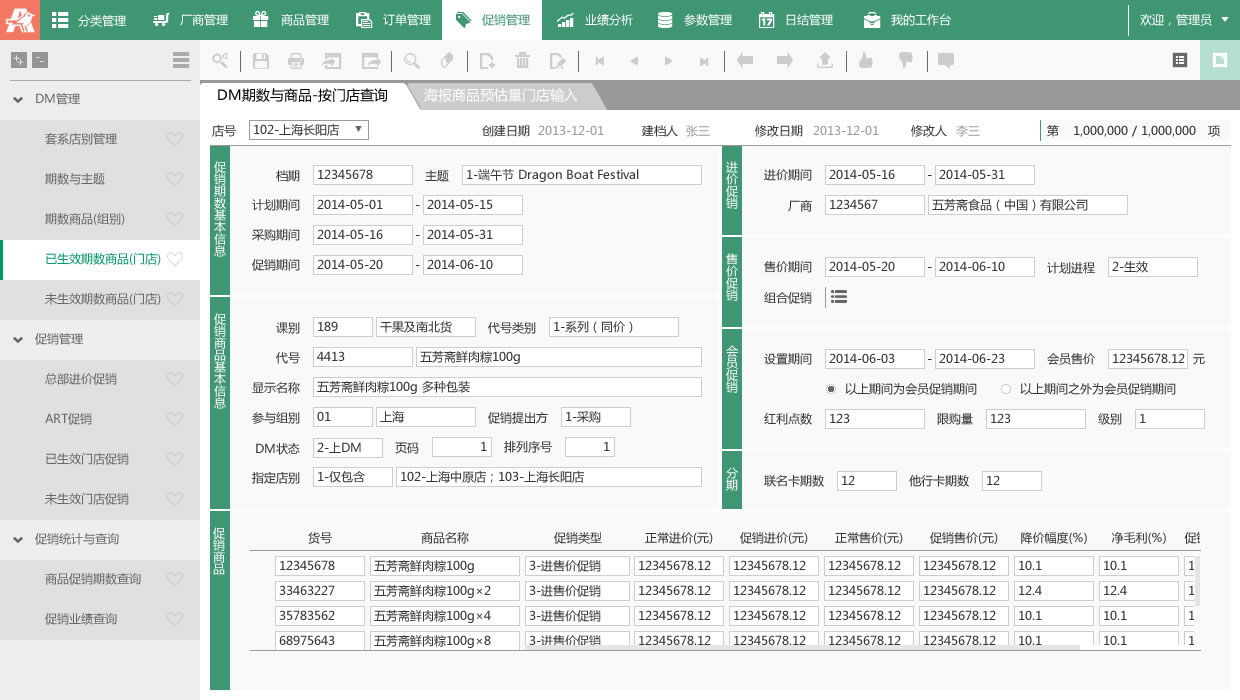 分类管理 厂商管理 商品管理 订单管理 促销管理 业绩分析 参数管理 日结管理 我的工作台 欢迎，管理员
DM管理
套系店别管理
期数与主题
期数商品(组别)
已生效期数商品(门店)
未生效期数商品(门店)
促销管理
总部进价促销
ART促销
已生效门店促销
未生效门店促销
促销统计与查询
商品促销期数查询
促销业绩查询
DM期数与商品-按门店查询 海报商品预估量门店输入
店号 102-上海长阳店 创建日期 2013-12-01 建档人 张三 修改日期 2013-12-01 修改人 李三 第 1,000,000 / 1,000,000 项
促销期数基本信息
档期 12345678 主题 1-端午节 Dragon Boat Festival
计划期间 2014-05-01 - 2014-05-15
采购期间 2014-05-16 - 2014-05-31
促销期间 2014-05-20 - 2014-06-10
促销商品基本信息
课别 189 干果及南北货 代号类别 1-系列（同价）
代号 4413 五芳斋鲜肉粽100g
显示名称 五芳斋鲜肉粽100g 多种包装
参与组别 01 上海 促销提出方 1-采购
DM状态 2-上DM 页码 1 排列序号 1
指定店别 1-仅包含 102-上海中原店；103-上海长阳店
进价促销
进价期间 2014-05-16 - 2014-05-31
厂商 1234567 五芳斋食品（中国）有限公司
售价促销
售价期间 2014-05-20 - 2014-06-10 计划进程 2-生效
组合促销
会员促销
设置期间 2014-06-03 - 2014-06-23 会员售价 12345678.12 元
以上期间为会员促销期间 以上期间之外为会员促销期间
红利点数 123 限购量 123 级别 1
分期
联名卡期数 12 他行卡期数 12
促销商品
货号 商品名称 促销类型 正常进价(元) 促销进价(元) 正常售价(元) 促销售价(元) 降价幅度(%) 净毛利(%) 促
12345678 五芳斋鲜肉粽100g 3-进售价促销 12345678.12 12345678.12 12345678.12 12345678.12 10.1 10.1 1
33463227 五芳斋鲜肉粽100g×2 3-进售价促销 12345678.12 12345678.12 12345678.12 12345678.12 12.4 12.4 1
35783562 五芳斋鲜肉粽100g×4 3-进售价促销 12345678.12 12345678.12 12345678.12 12345678.12 10.1 10.1 1
68975643 五芳斋鲜肉粽100g×8 3-进售价促销 12345678.12 12345678.12 12345678.12 12345678.12 10.1 10.1 1